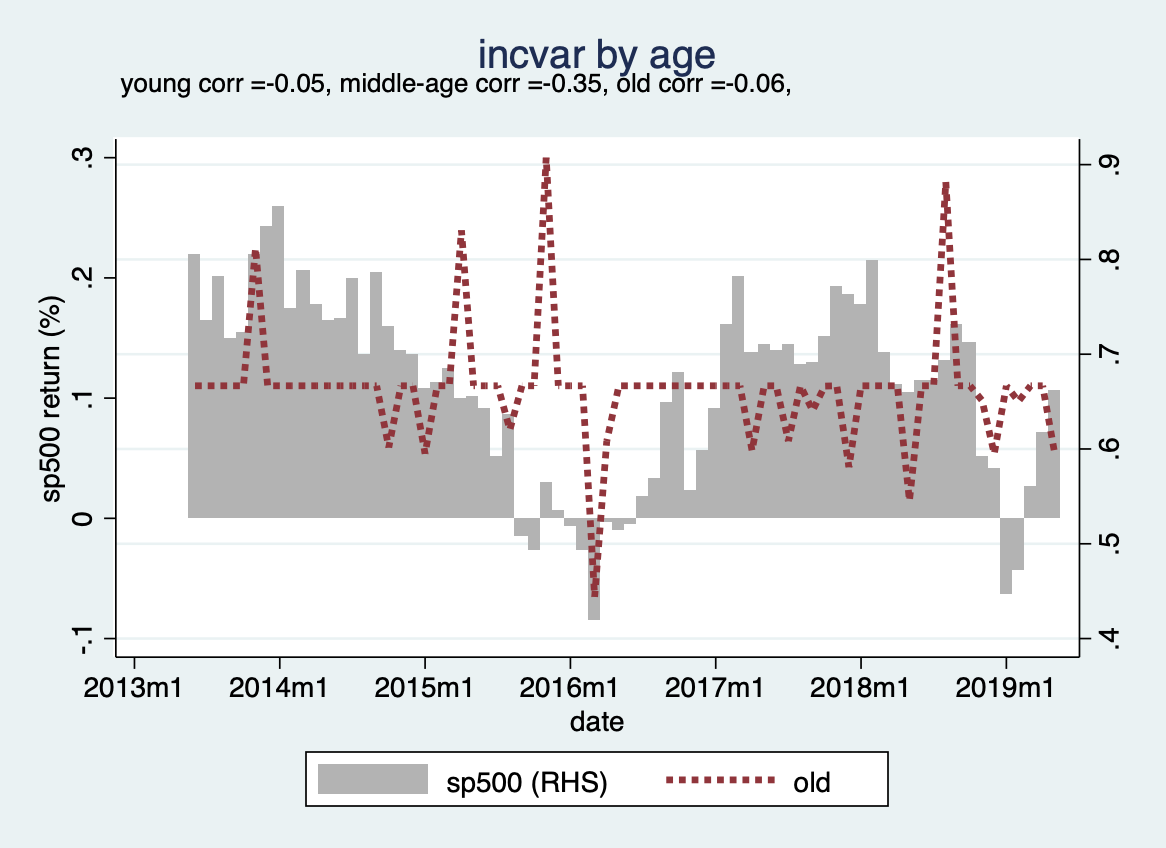 incvar by age
young corr =-0.05, middle-age corr =-0.35, old corr =-0.06,
sp500 return (%)
.3
.2
.1
0
-.1
.9
.8
.7
.6
.5
.4
2013m1 2014m1 2015m1 2016m1 2017m1 2018m1 2019m1
date
sp500 (RHS) old